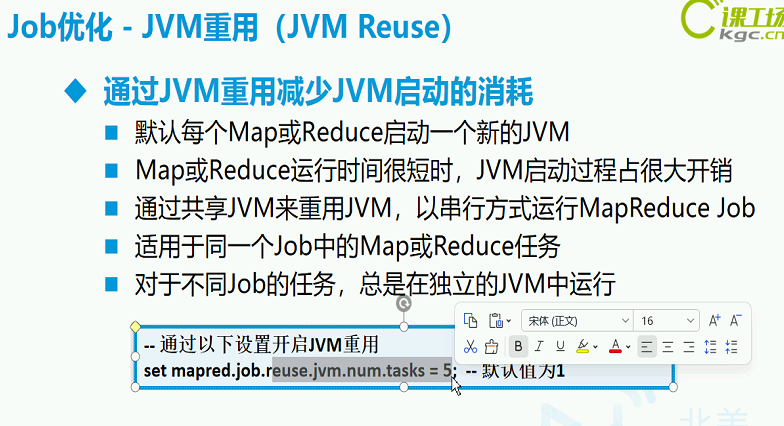 Job优化 - JVM重用（JVM Reuse）
课工场
kgc.cn
通过JVM重用减少JVM启动的消耗
默认每个Map或Reduce启动一个新的JVM
Map或Reduce运行时间很短时，JVM启动过程占很大开销
通过共享JVM来重用JVM，以串行方式运行MapReduce Job
适用于同一个Job中的Map或Reduce任务
对于不同Job的任务，总是在独立的JVM中运行
宋体 (正文) 16 A+ A-
B I U A
-- 通过以下设置开启JVM重用
set mapred.job.reuse.jvm.num.tasks = 5; -- 默认值为1
北美